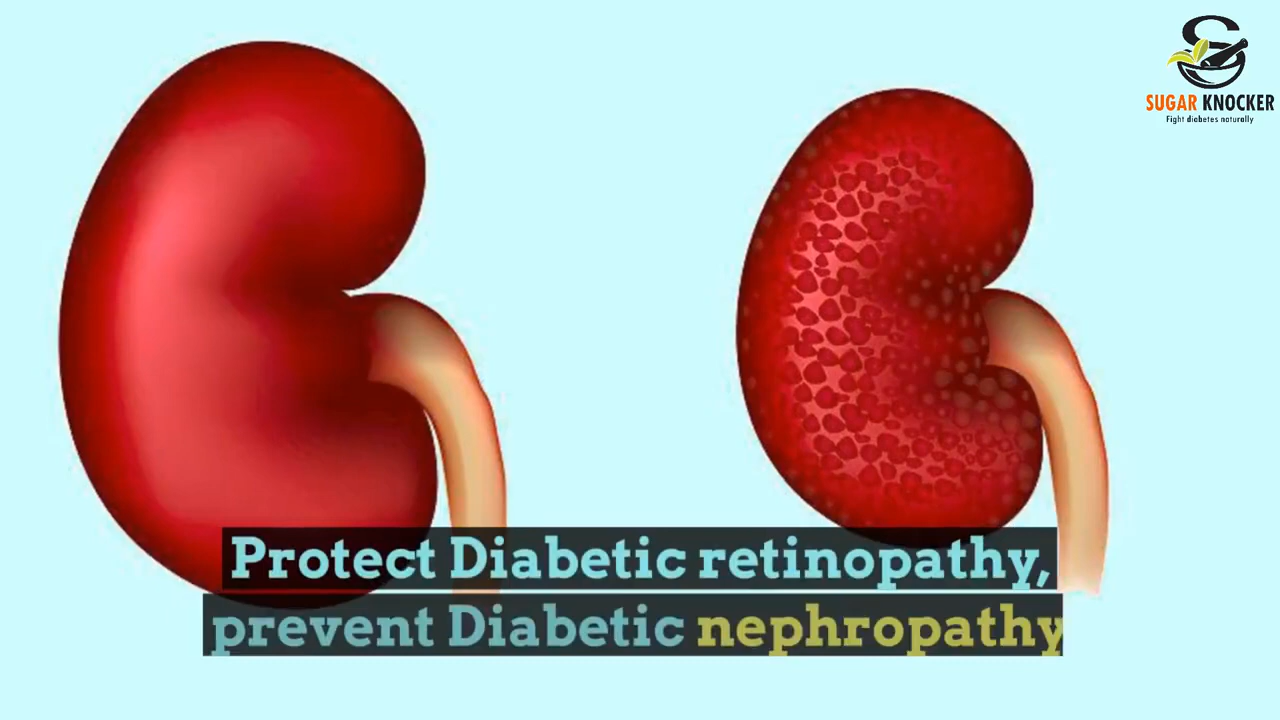 SUGAR KNOCKER
Fight diabetes naturally
Protect Diabetic retinopathy,
prevent Diabetic nephropathy